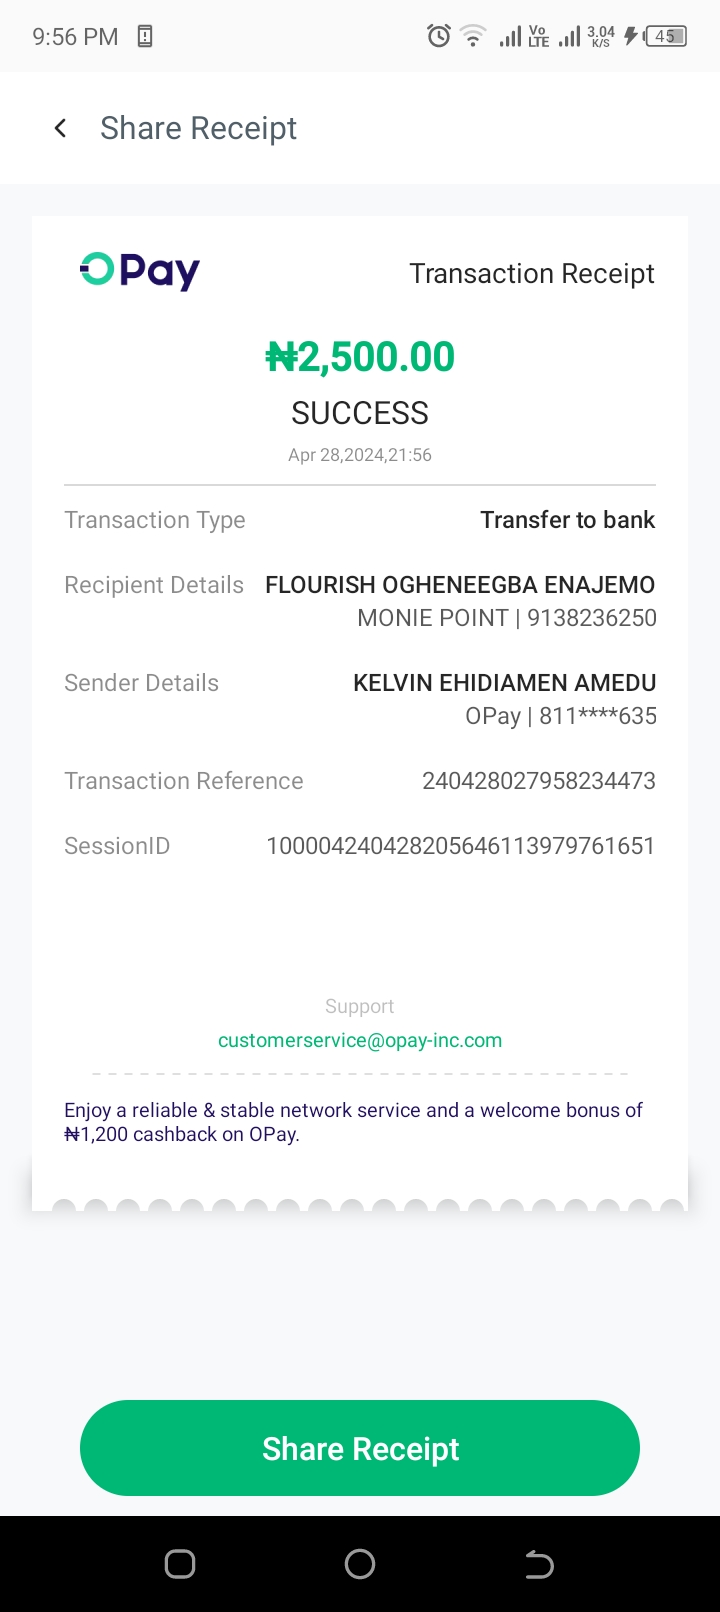 9:56 PM Vo LTE 3.04 K/S 45
Share Receipt
OPay Transaction Receipt
₦2,500.00
SUCCESS
Apr 28,2024,21:56
Transaction Type Transfer to bank
Recipient Details FLOURISH OGHENEEGBA ENAJEMO
MONIE POINT | 9138236250
Sender Details KELVIN EHIDIAMEN AMEDU
OPay | 811****635
Transaction Reference 240428027958234473
SessionID 100004240428205646113979761651
Support
customerservice@opay-inc.com
Enjoy a reliable & stable network service and a welcome bonus of
₦1,200 cashback on OPay.
Share Receipt